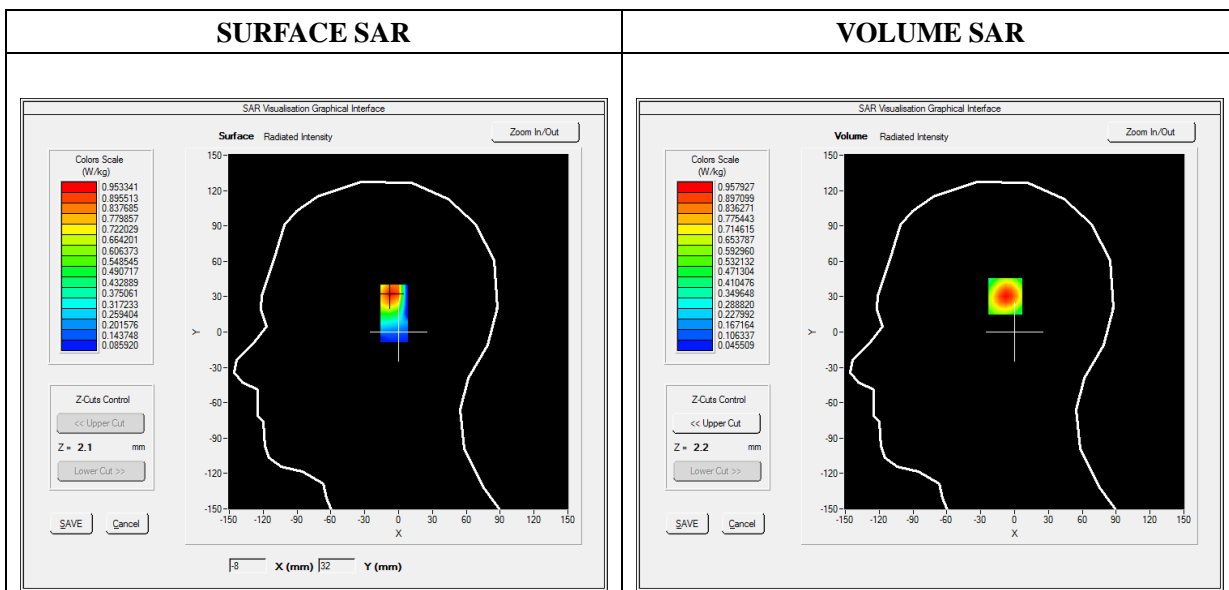 SURFACE SAR
VOLUME SAR
SAR Visualisation Graphical Interface
Surface Radiated Intensity
Zoom In/Out
Colors Scale
(W/kg)
0.953341
0.895513
0.837685
0.779857
0.722029
0.664201
0.606373
0.548545
0.490717
0.432889
0.375061
0.317233
0.259404
0.201576
0.143748
0.085920
Z-Cuts Control
<< Upper Cut
Z = 2.1 mm
Lower Cut >>
SAVE Cancel
150
120
90
60
30
0
-30
-60
-90
-120
-150
Y
-150 -120 -90 -60 -30 0 30 60 90 120 150
X
-8 X (mm) 32 Y (mm)
SAR Visualisation Graphical Interface
Volume Radiated Intensity
Zoom In/Out
Colors Scale
(W/kg)
0.957927
0.897099
0.836271
0.775443
0.714615
0.653787
0.592960
0.532132
0.471304
0.410476
0.349648
0.288820
0.227992
0.167164
0.106337
0.045509
Z-Cuts Control
<< Upper Cut
Z = 2.2 mm
Lower Cut >>
SAVE Cancel
150
120
90
60
30
0
-30
-60
-90
-120
-150
Y
-150 -120 -90 -60 -30 0 30 60 90 120 150
X